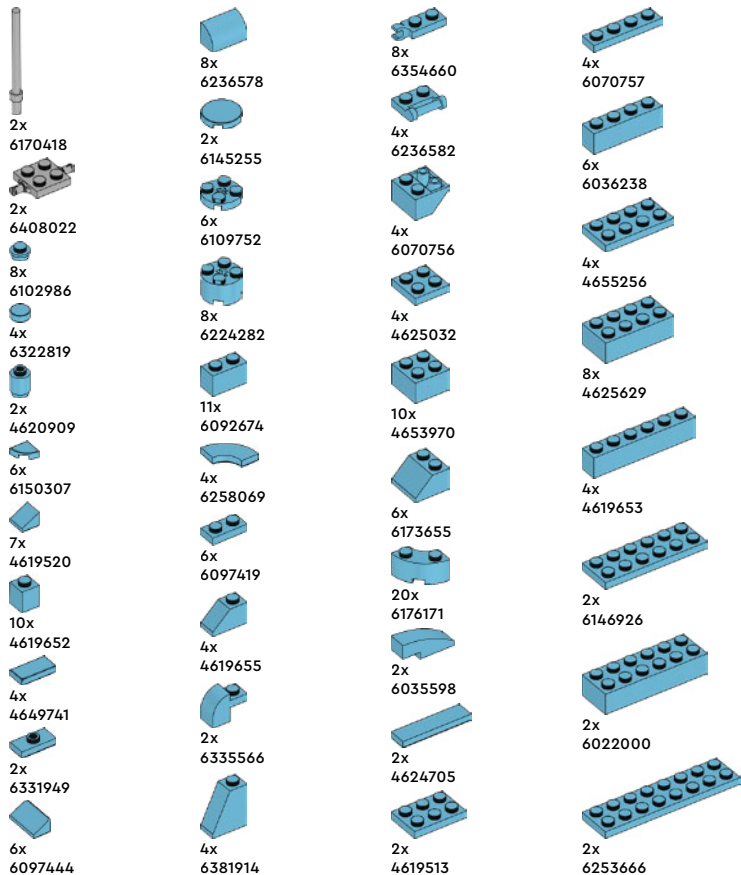 2x
6170418
2x
6408022
8x
6102986
4x
6322819
2x
4620909
6x
6150307
7x
4619520
10x
4619652
4x
4649741
2x
6331949
6x
6097444
8x
6236578
2x
6145255
6x
6109752
8x
6224282
11x
6092674
4x
6258069
6x
6097419
4x
4619655
2x
6335566
4x
6381914
8x
6354660
4x
6236582
4x
6070756
4x
4625032
10x
4653970
6x
6173655
20x
6176171
2x
6035598
2x
4624705
2x
4619513
4x
6070757
6x
6036238
4x
4655256
8x
4625629
4x
4619653
2x
6146926
2x
6022000
2x
6253666